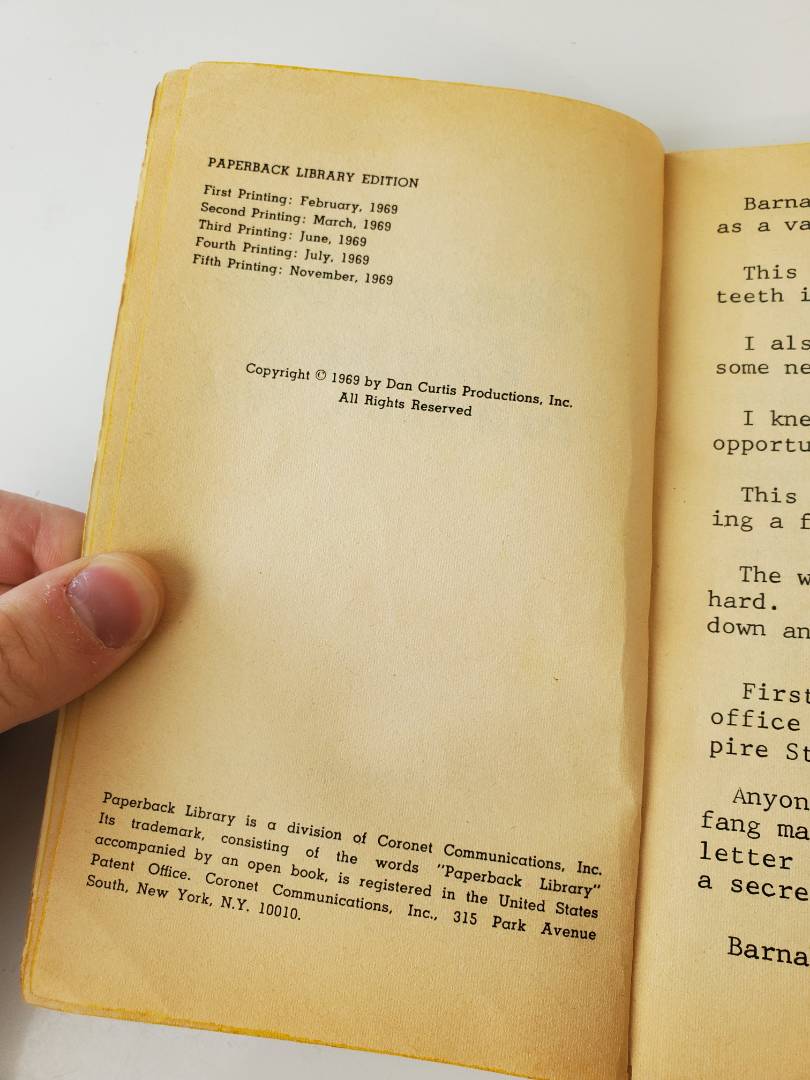 PAPERBACK LIBRARY EDITION
First Printing: February, 1969
Second Printing: March, 1969
Third Printing: June, 1969
Fourth Printing: July, 1969
Fifth Printing: November, 1969
Copyright © 1969 by Dan Curtis Productions, Inc.
All Rights Reserved
Paperback Library is a division of Coronet Communications, Inc.
Its trademark, consisting of the words "Paperback Library"
accompanied by an open book, is registered in the United States
Patent Office. Coronet Communications, Inc., 315 Park Avenue
South, New York, N.Y. 10010.
Barna
as a va
This
teeth i
I als
some ne
I kne
opportu
This
ing a f
The w
hard.
down an
First
office
pire St
Anyon
fang ma
letter
a secre
Barna